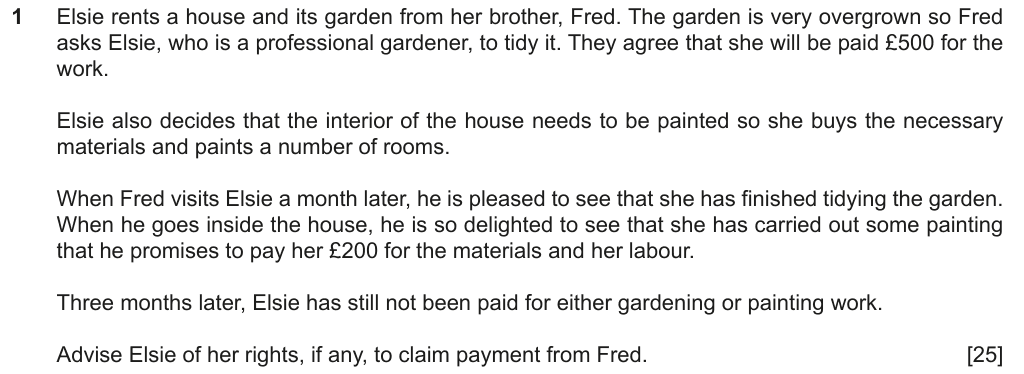 1 Elsie rents a house and its garden from her brother, Fred. The garden is very overgrown so Fred
asks Elsie, who is a professional gardener, to tidy it. They agree that she will be paid £500 for the
work.
Elsie also decides that the interior of the house needs to be painted so she buys the necessary
materials and paints a number of rooms.
When Fred visits Elsie a month later, he is pleased to see that she has finished tidying the garden.
When he goes inside the house, he is so delighted to see that she has carried out some painting
that he promises to pay her £200 for the materials and her labour.
Three months later, Elsie has still not been paid for either gardening or painting work.
Advise Elsie of her rights, if any, to claim payment from Fred. [25]